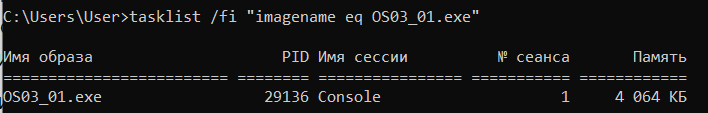 C:\Users\User>tasklist /fi "imagename eq OS03_01.exe"
Имя образа                     PID Имя сессии          № сеанса       Память
========================= ======== ================ =========== ============
OS03_01.exe                  29136 Console                    1     4 064 КБ